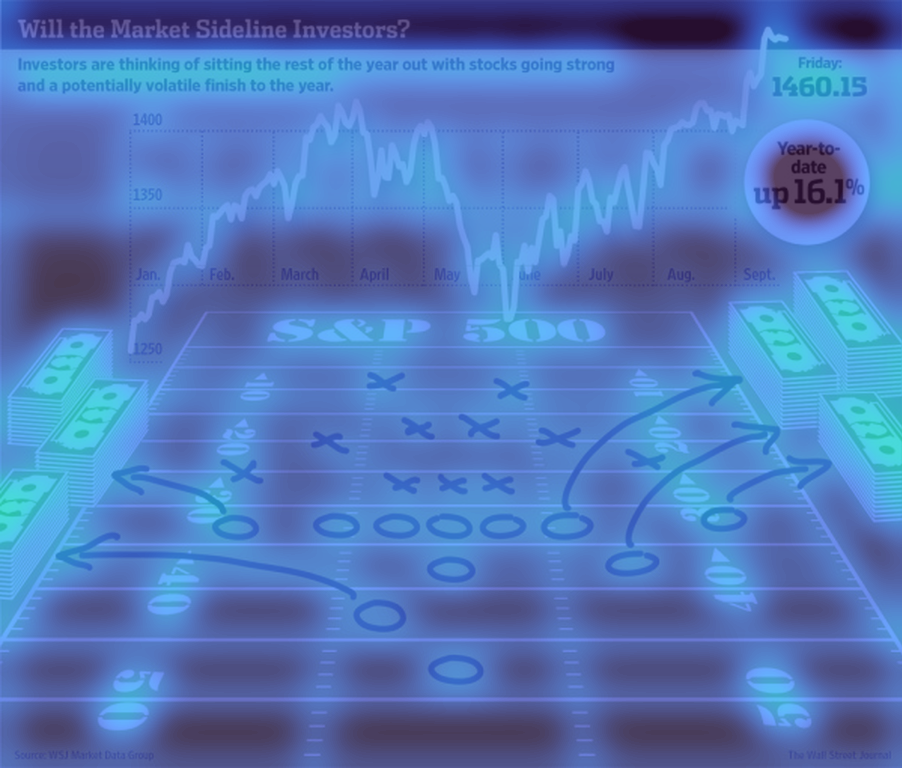 Will the Market Sideline Investors?
Investors are thinking of sitting the rest of the year out with stocks going strong
and a potentially volatile finish to the year.
Friday:
1460.15
Year-to-
date
up 16.1%
1400
1350
Jan. Feb. March April May June July Aug. Sept.
1250
S&P 500
10 10
20 20
30 30
40 40
50 50
Source: WSJ Market Data Group
The Wall Street Journal